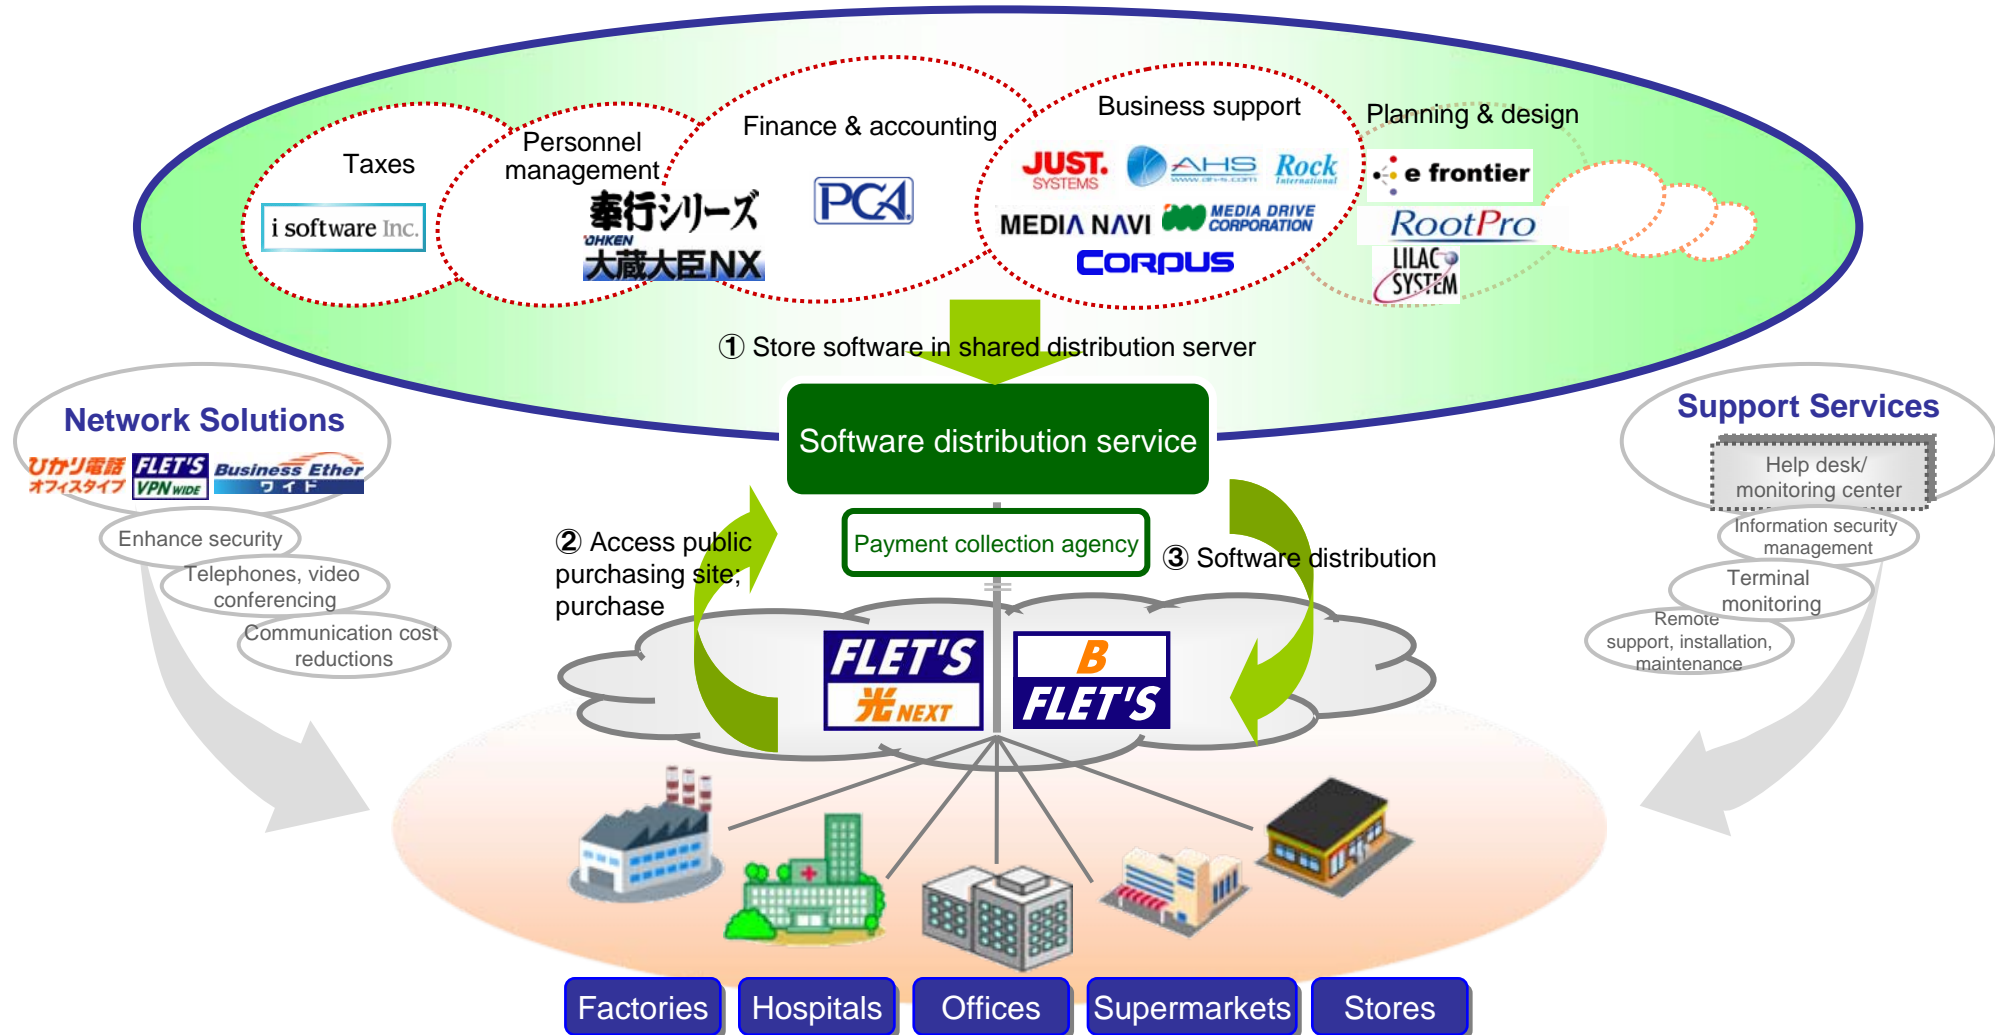 Taxes
i software Inc.
Personnel
management
奉行シリーズ
OHKEN
大蔵大臣NX
Finance & accounting
PCA
Business support
JUST.
SYSTEMS
AHS
www.ah-s.com
Rock
International
MEDIA NAVI
MEDIA DRIVE
CORPORATION
CORPUS
Planning & design
e frontier
RootPro
LILAC
SYSTEM
① Store software in shared distribution server
Software distribution service
Payment collection agency
② Access public
purchasing site;
purchase
③ Software distribution
Network Solutions
ひかり電話
オフィスタイプ
FLET'S
VPN WIDE
Business Ether
ワイド
Enhance security
Telephones, video
conferencing
Communication cost
reductions
Support Services
Help desk/
monitoring center
Information security
management
Terminal
monitoring
Remote
support, installation,
maintenance
FLET'S
光 NEXT
B
FLET'S
Factories
Hospitals
Offices
Supermarkets
Stores